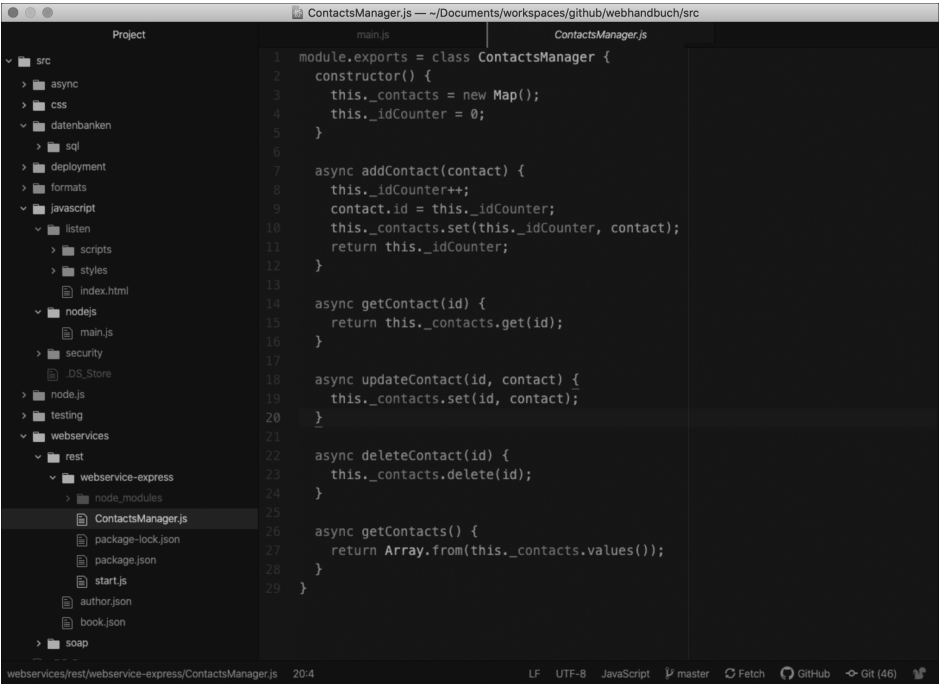 ContactsManager.js — ~/Documents/workspaces/github/webhandbuch/src
Project
src
async
css
datenbanken
sql
deployment
formats
javascript
listen
scripts
styles
index.html
nodejs
main.js
security
.DS_Store
node.js
testing
webservices
rest
webservice-express
node_modules
ContactsManager.js
package-lock.json
package.json
start.js
author.json
book.json
soap
main.js
ContactsManager.js
1 module.exports = class ContactsManager {
2 constructor() {
3 this._contacts = new Map();
4 this._idCounter = 0;
5 }
6
7 async addContact(contact) {
8 this._idCounter++;
9 contact.id = this._idCounter;
10 this._contacts.set(this._idCounter, contact);
11 return this._idCounter;
12 }
13
14 async getContact(id) {
15 return this._contacts.get(id);
16 }
17
18 async updateContact(id, contact) {
19 this._contacts.set(id, contact);
20 }
21
22 async deleteContact(id) {
23 this._contacts.delete(id);
24 }
25
26 async getContacts() {
27 return Array.from(this._contacts.values());
28 }
29 }
webservices/rest/webservice-express/ContactsManager.js 20:4 LF UTF-8 JavaScript master Fetch GitHub Git (46)